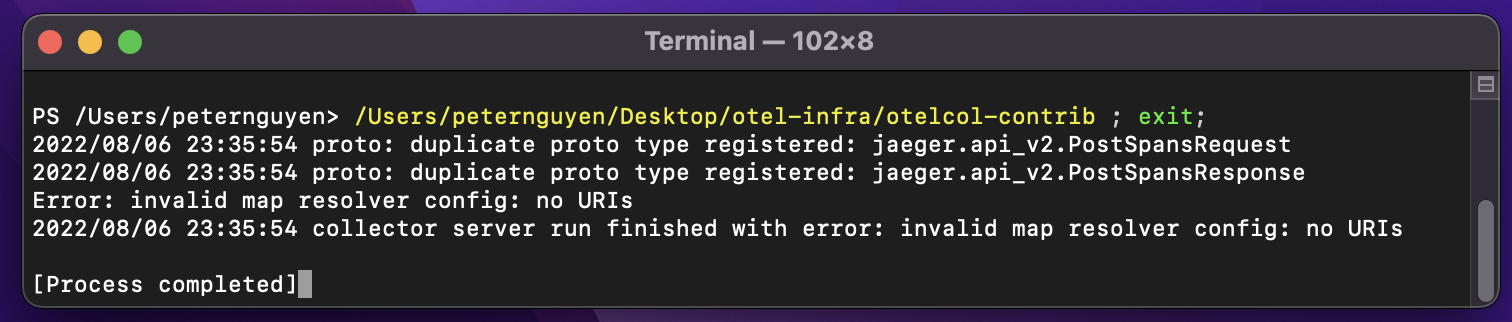 Terminal — 102×8
PS /Users/peternguyen> /Users/peternguyen/Desktop/otel-infra/otelcol-contrib ; exit;
2022/08/06 23:35:54 proto: duplicate proto type registered: jaeger.api_v2.PostSpansRequest
2022/08/06 23:35:54 proto: duplicate proto type registered: jaeger.api_v2.PostSpansResponse
Error: invalid map resolver config: no URIs
2022/08/06 23:35:54 collector server run finished with error: invalid map resolver config: no URIs
[Process completed]